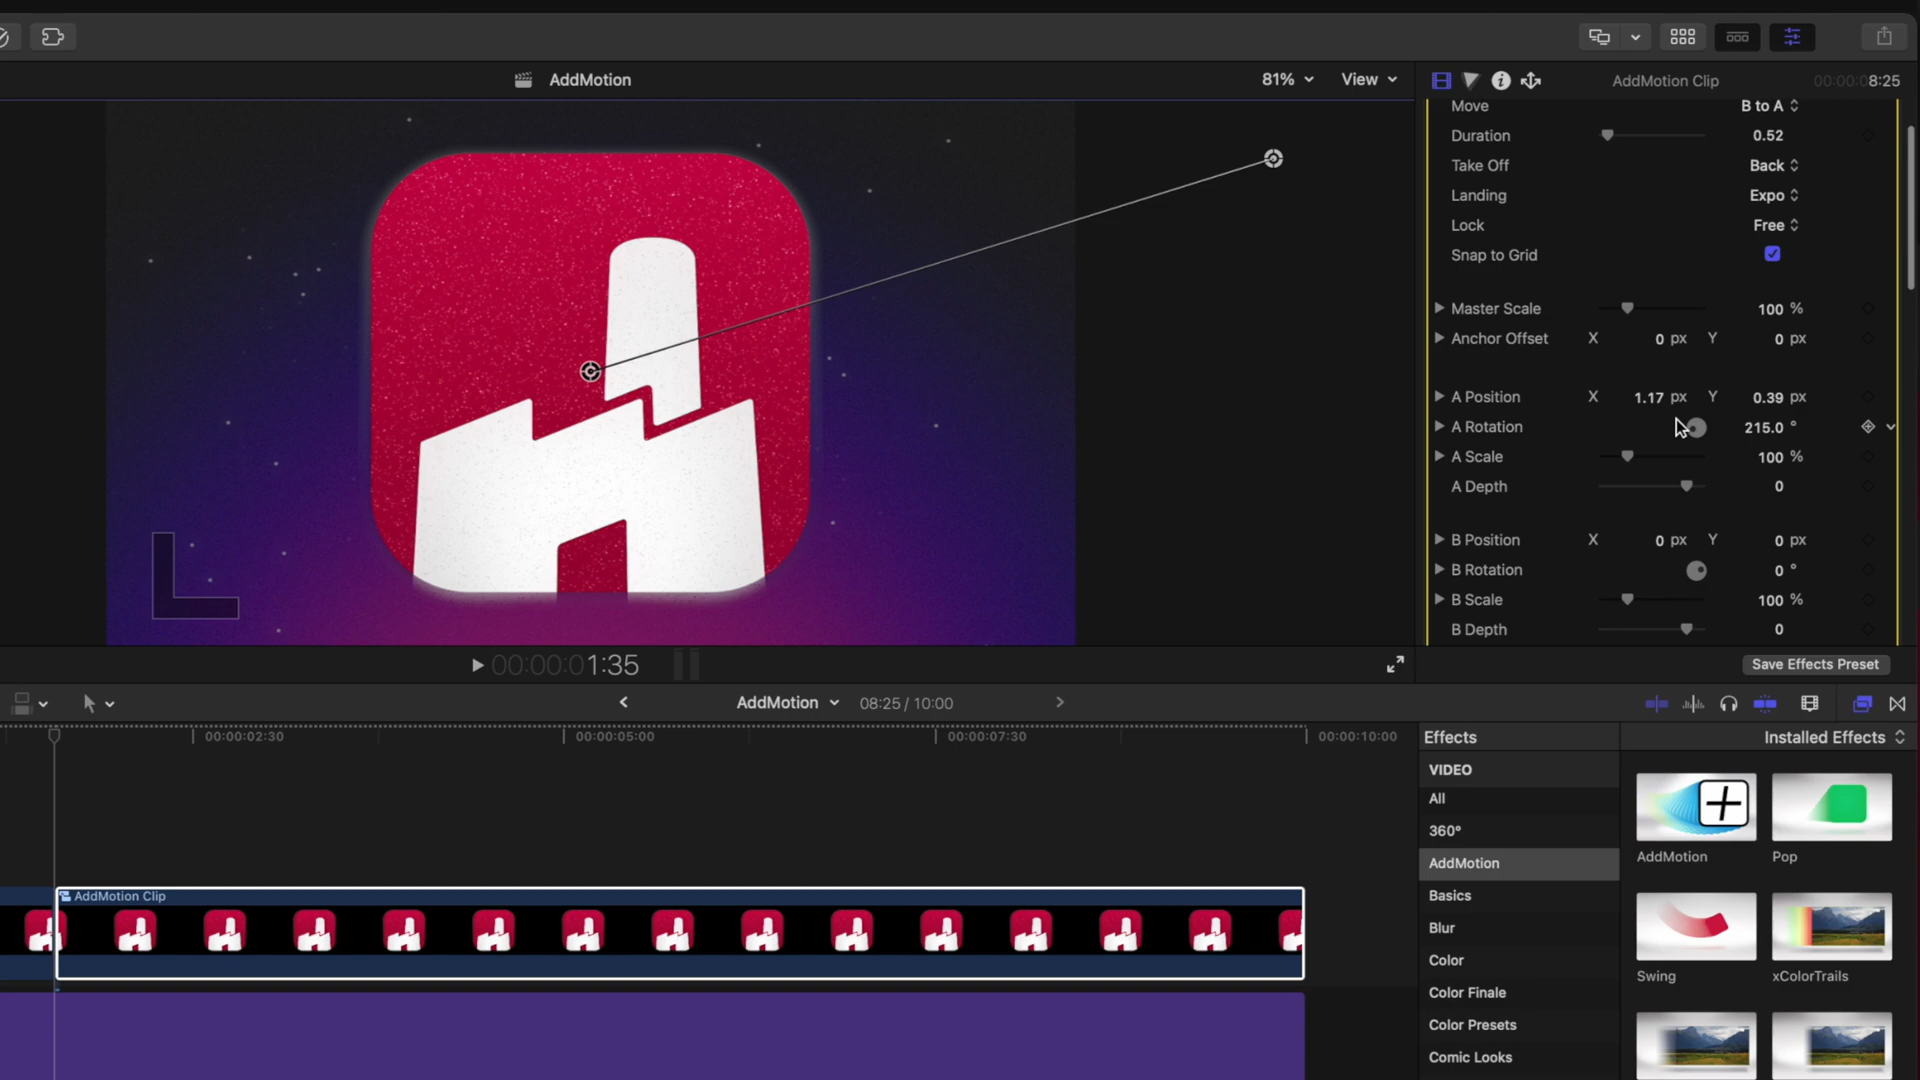 AddMotion
81%
View
AddMotion Clip
00:00:08:25
Move
B to A
Duration
0.52
Take Off
Back
Landing
Expo
Lock
Free
Snap to Grid
Master Scale
100 %
Anchor Offset X 0 px Y 0 px
A Position X 1.17 px Y 0.39 px
A Rotation 215.0 °
A Scale 100 %
A Depth 0
B Position X 0 px Y 0 px
B Rotation 0 °
B Scale 100 %
B Depth 0
00:00:01:35
Save Effects Preset
AddMotion
08:25 / 10:00
00:00:02:30
00:00:05:00
00:00:07:30
00:00:10:00
AddMotion Clip
Effects
Installed Effects
VIDEO
All
360°
AddMotion
Basics
Blur
Color
Color Finale
Color Presets
Comic Looks
AddMotion
Pop
Swing
xColorTrails